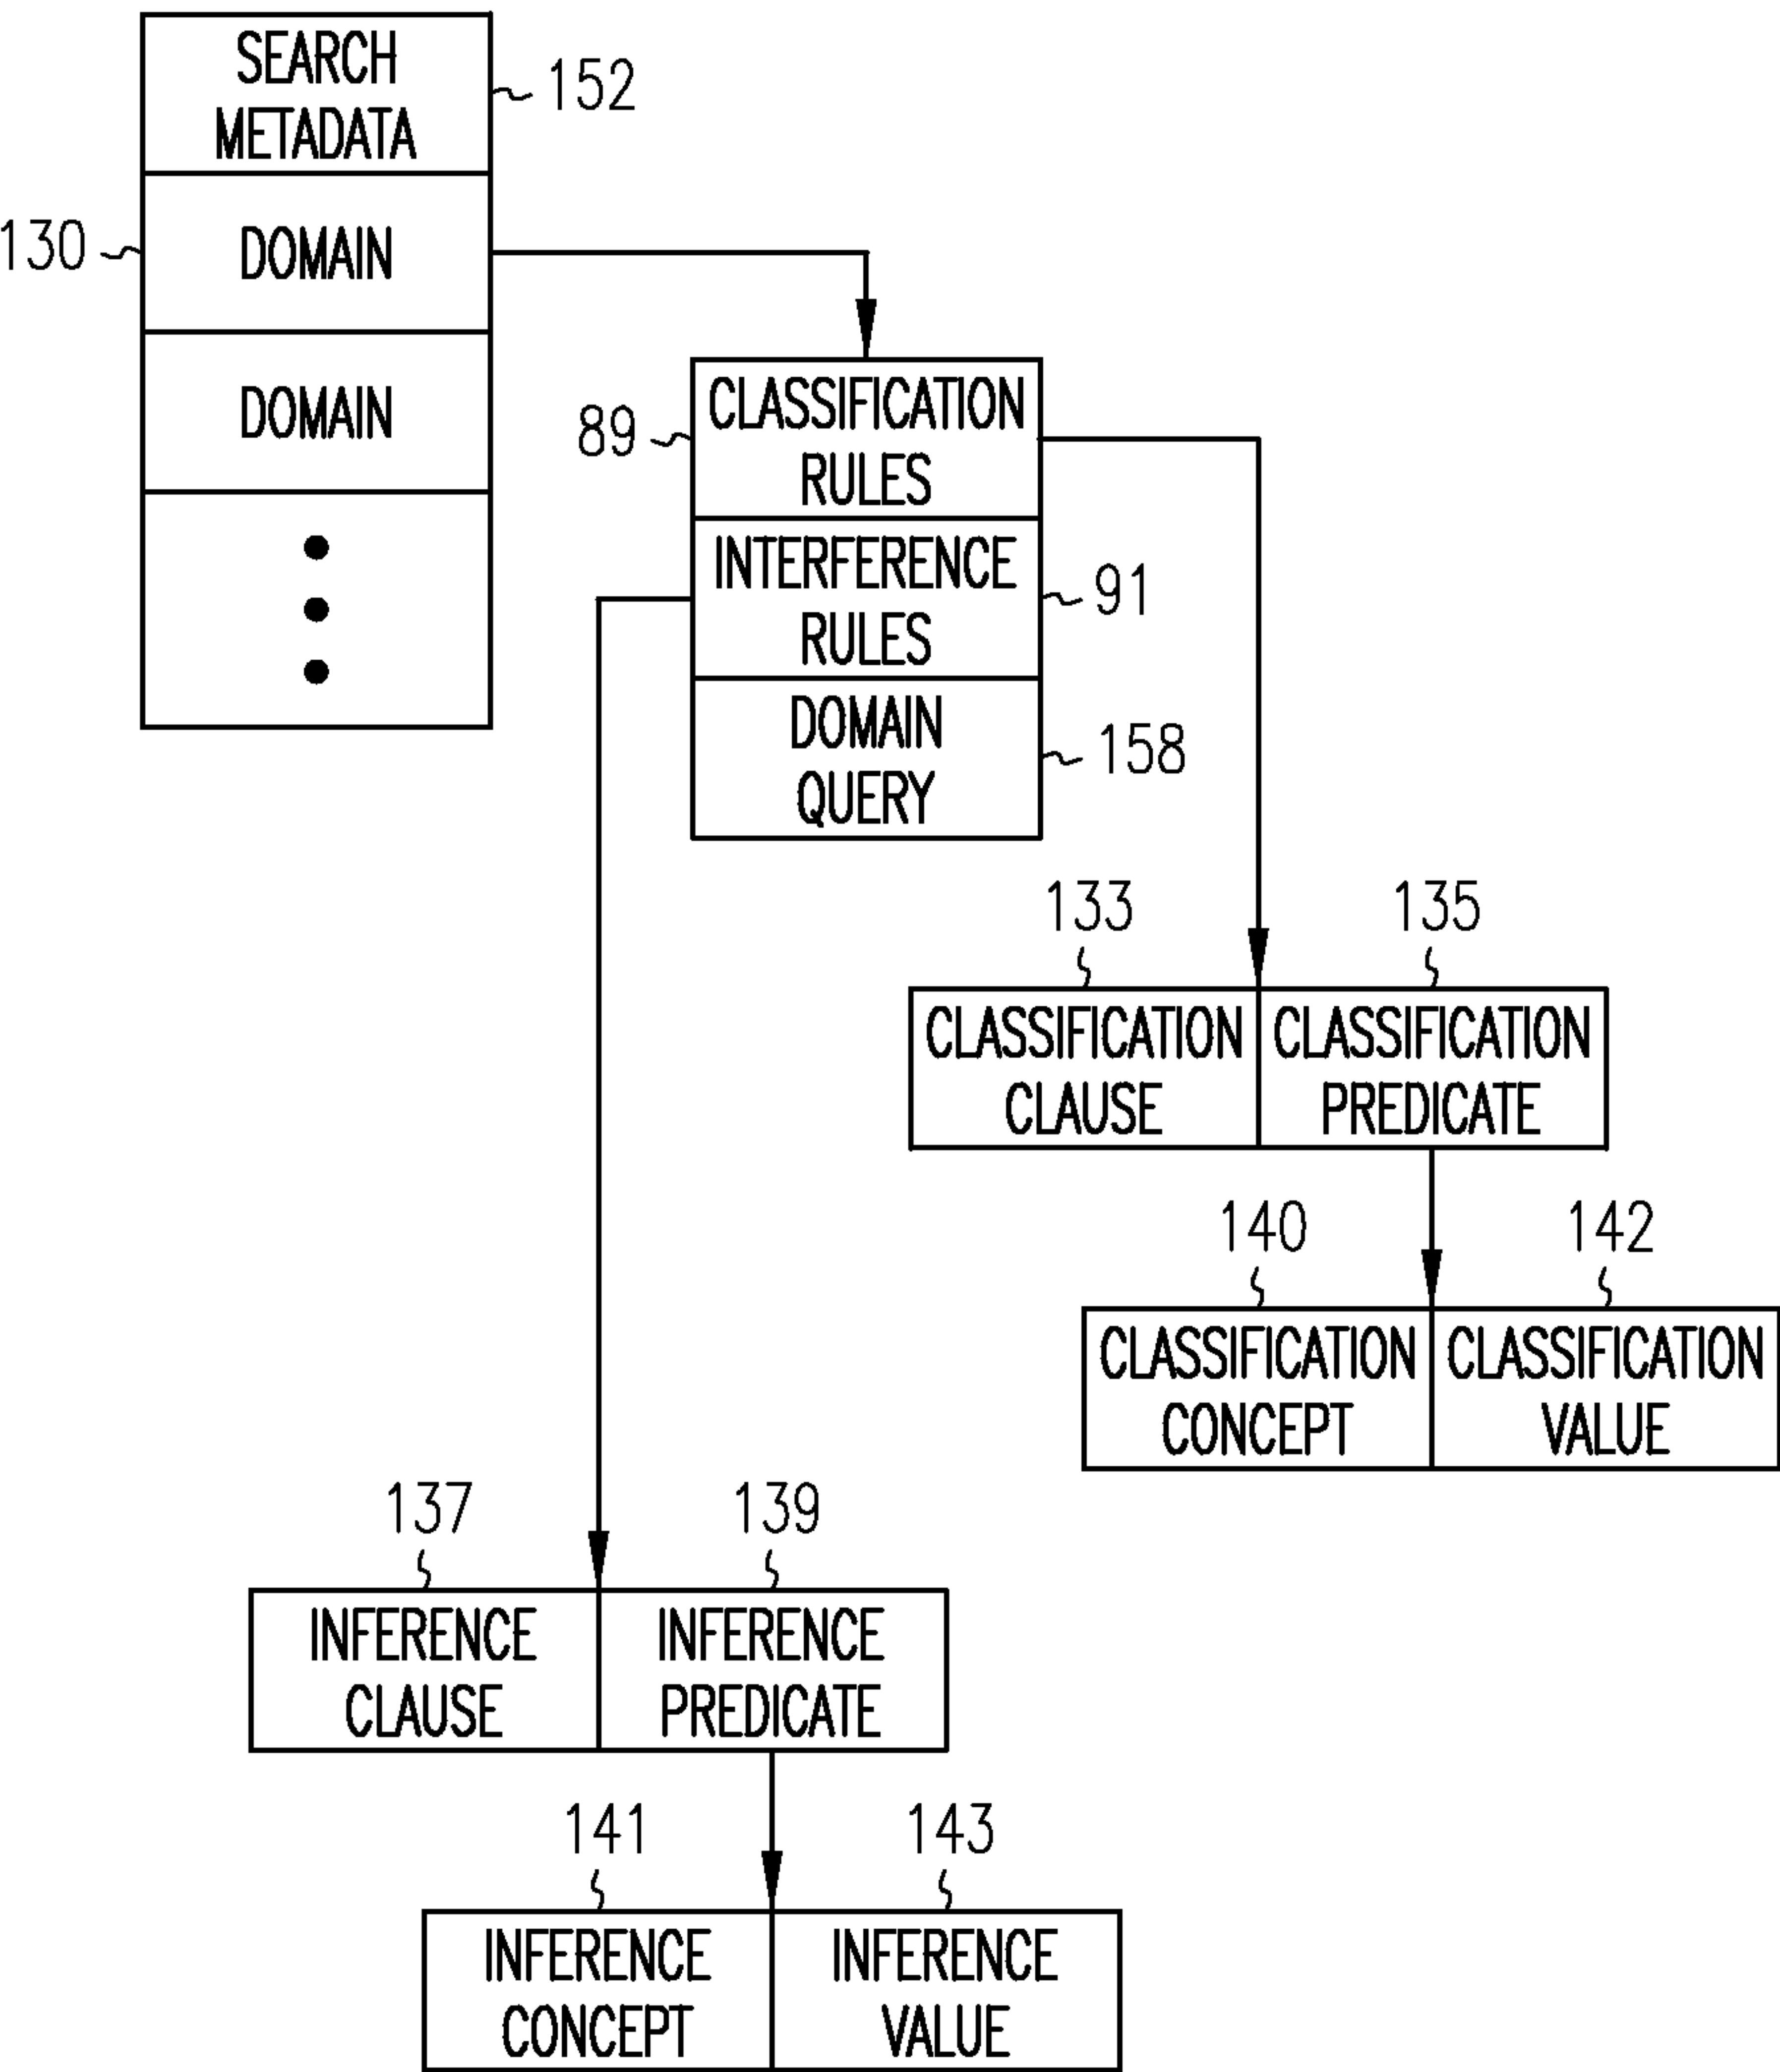 SEARCH
METADATA
152
130
DOMAIN
DOMAIN
89
CLASSIFICATION
RULES
INTERFERENCE
RULES
91
DOMAIN
QUERY
158
133
135
CLASSIFICATION
CLAUSE
CLASSIFICATION
PREDICATE
140
142
CLASSIFICATION
CONCEPT
CLASSIFICATION
VALUE
137
139
INFERENCE
CLAUSE
INFERENCE
PREDICATE
141
143
INFERENCE
CONCEPT
INFERENCE
VALUE